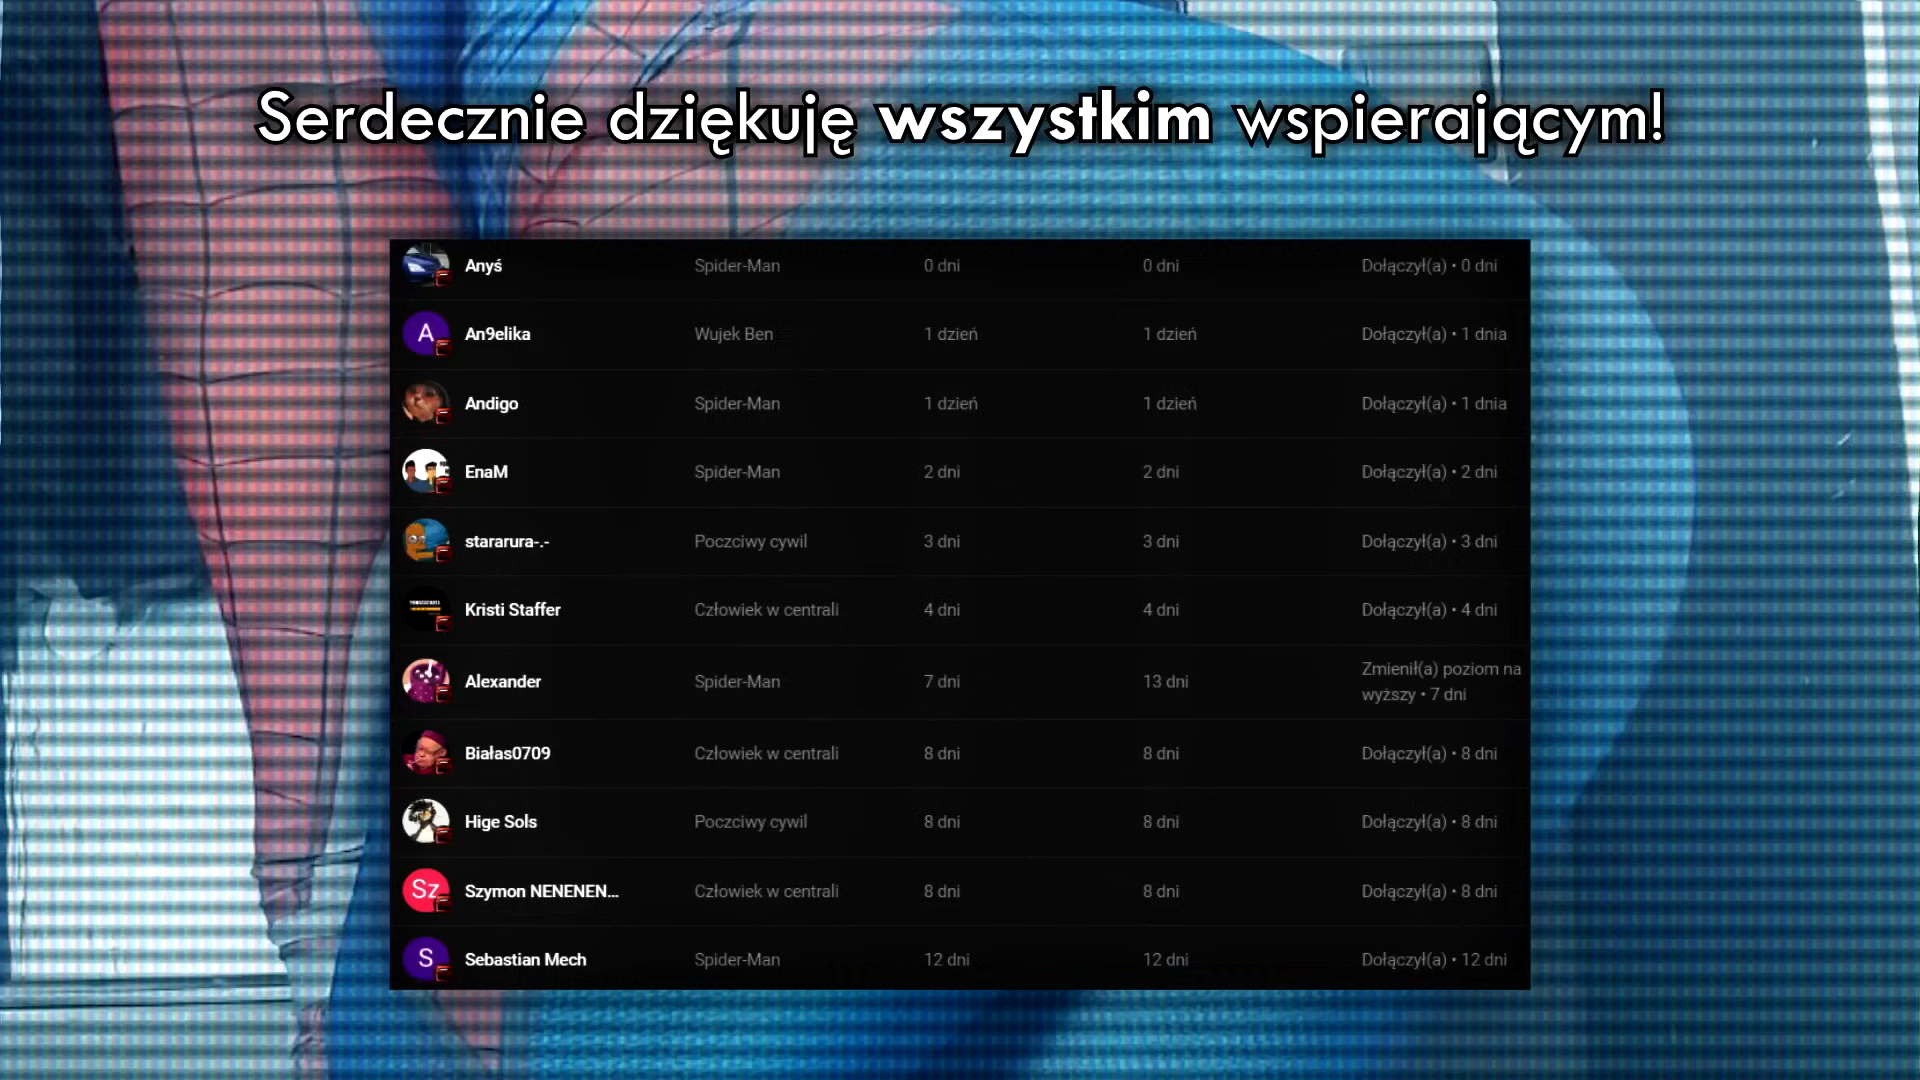 Serdecznie dziękuję wszystkim wspierającym!
Anyś Spider-Man 0 dni 0 dni Dołączył(a) • 0 dni
A An9elika Wujek Ben 1 dzień 1 dzień Dołączył(a) • 1 dnia
Andigo Spider-Man 1 dzień 1 dzień Dołączył(a) • 1 dnia
EnaM Spider-Man 2 dni 2 dni Dołączył(a) • 2 dni
stararura-.- Poczciwy cywil 3 dni 3 dni Dołączył(a) • 3 dni
Kristi Staffer Człowiek w centrali 4 dni 4 dni Dołączył(a) • 4 dni
Alexander Spider-Man 7 dni 13 dni Zmienił(a) poziom na
wyższy • 7 dni
Białas0709 Człowiek w centrali 8 dni 8 dni Dołączył(a) • 8 dni
Hige Sols Poczciwy cywil 8 dni 8 dni Dołączył(a) • 8 dni
Sz Szymon NENENEN... Człowiek w centrali 8 dni 8 dni Dołączył(a) • 8 dni
S Sebastian Mech Spider-Man 12 dni 12 dni Dołączył(a) • 12 dni